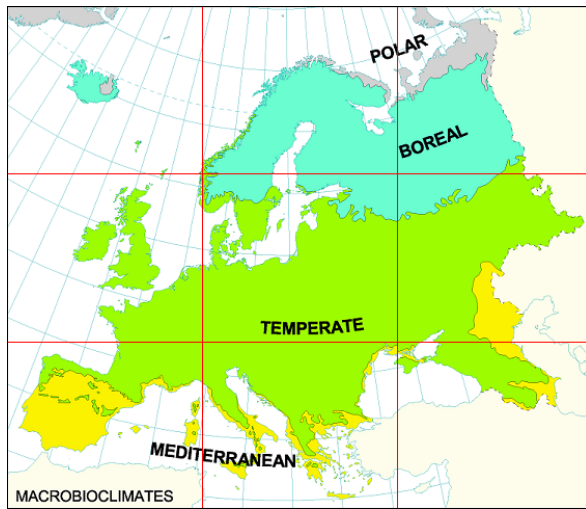 POLAR
BOREAL
TEMPERATE
MEDITERRANEAN
MACROBIOCLIMATES